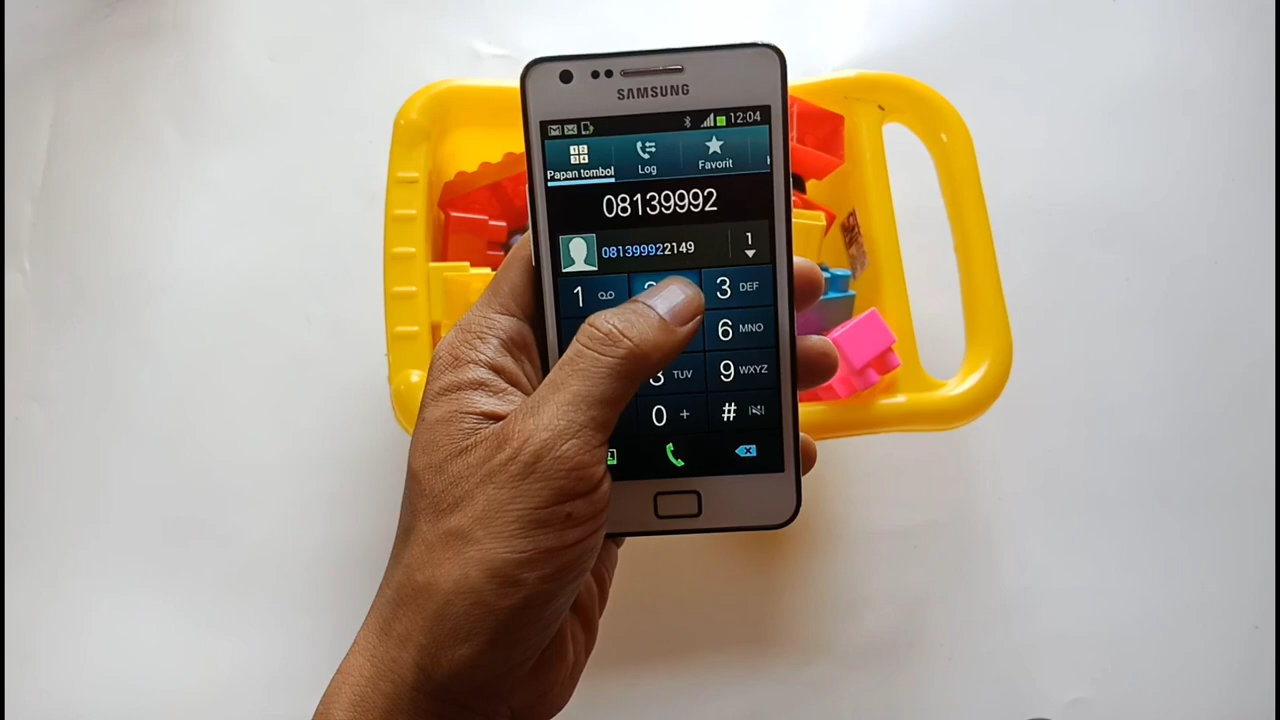 SAMSUNG
12:04
Papan tombol
Log
Favorit
08139992
081399922149
1
1
3 DEF
6 MNO
TUV
9 WXYZ
0 +
#